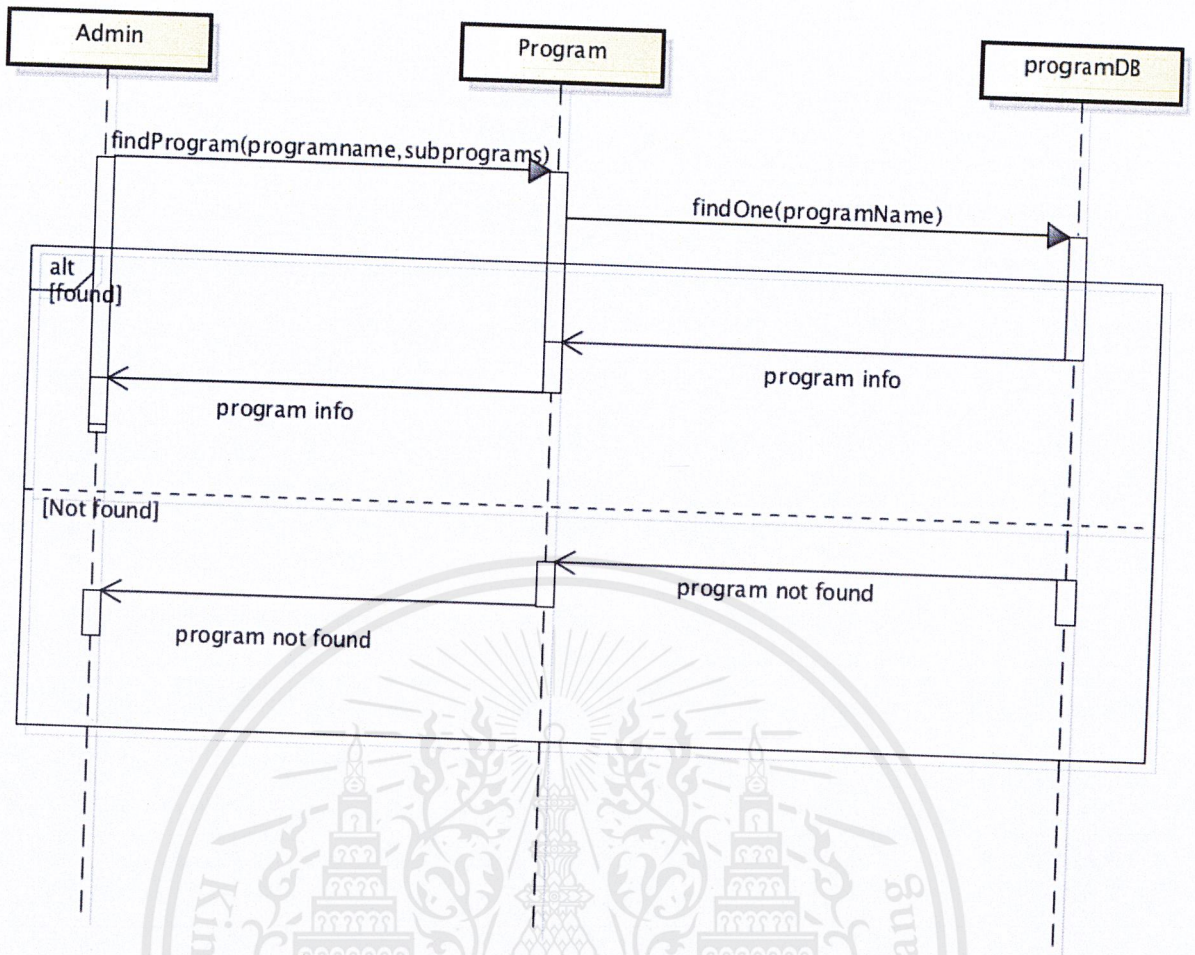 Admin
Program
programDB
findProgram(programname,subprograms)
findOne(programName)
alt
[found]
program info
program info
[Not found]
program not found
program not found